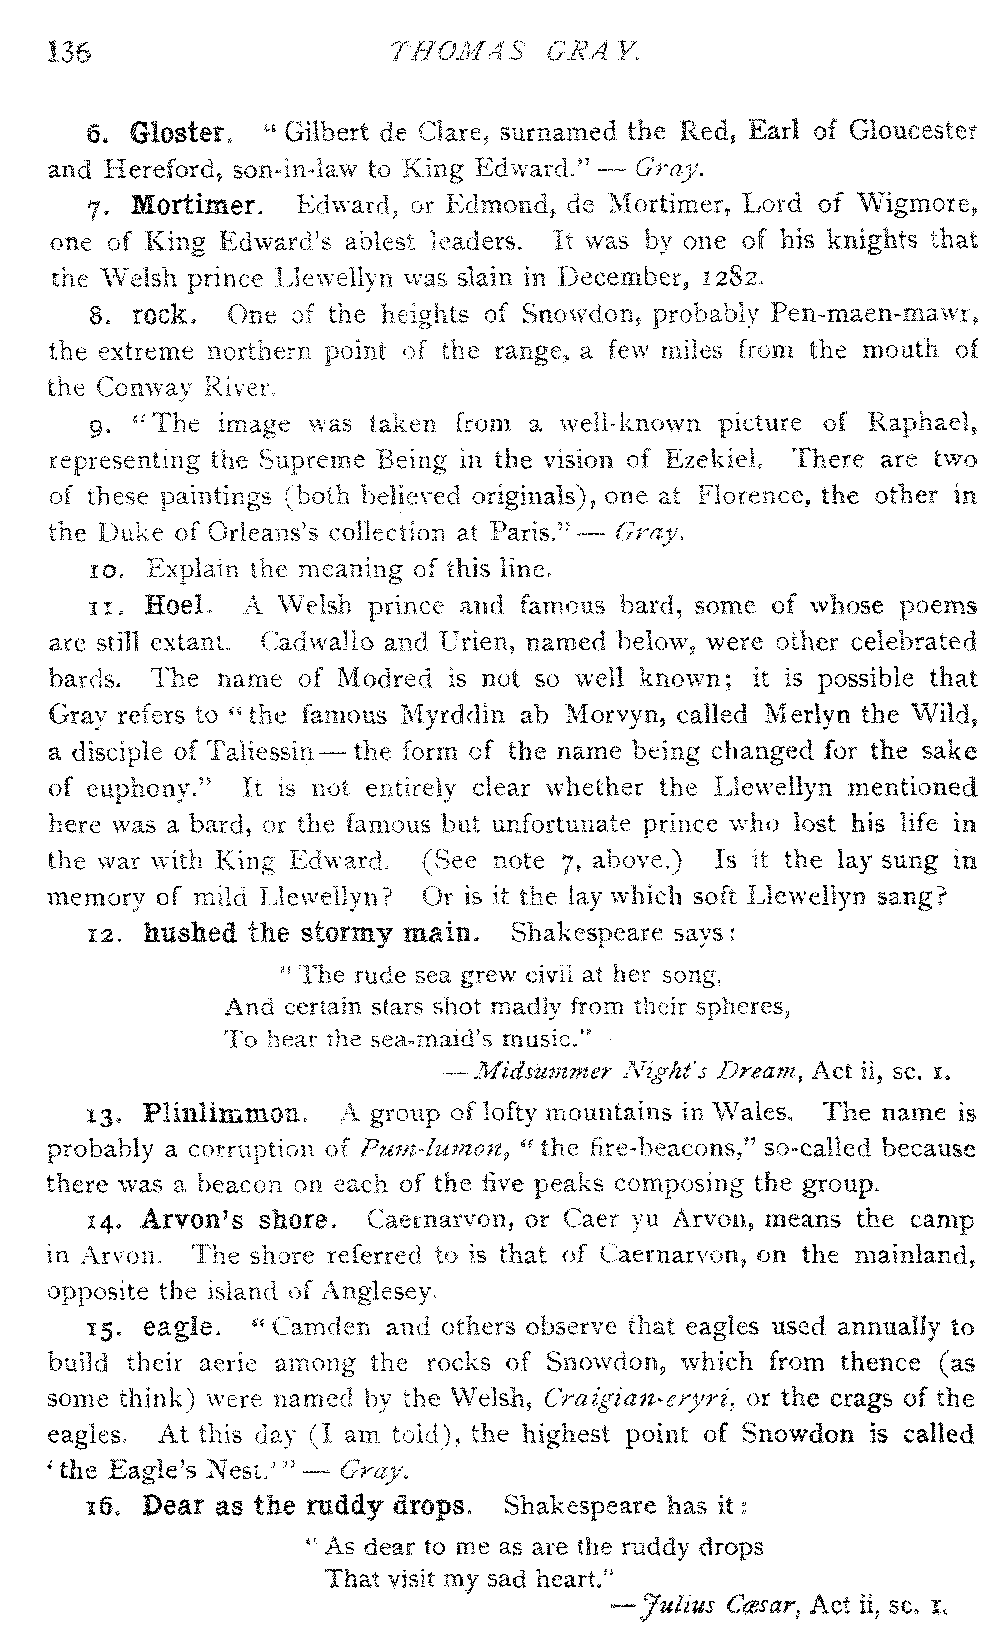 136 THOMAS GRAY.
6. Gloster. “Gilbert de Clare, surnamed the Red, Earl of Gloucester
and Hereford, son-in-law to King Edward.” — Gray.
7. Mortimer. Edward, or Edmond, de Mortimer, Lord of Wigmore,
one of King Edward's ablest leaders. It was by one of his knights that
the Welsh prince Llewellyn was slain in December, 1282.
8. rock. One of the heights of Snowdon, probably Pen-maen-mawr,
the extreme northern point of the range, a few miles from the mouth of
the Conway River.
9. “The image was taken from a well-known picture of Raphael,
representing the Supreme Being in the vision of Ezekiel. There are two
of these paintings (both believed originals), one at Florence, the other in
the Duke of Orleans's collection at Paris.” — Gray.
10. Explain the meaning of this line.
11. Hoel. A Welsh prince and famous bard, some of whose poems
are still extant. Cadwallo and Urien, named below, were other celebrated
bards. The name of Modred is not so well known; it is possible that
Gray refers to “the famous Myrddin ab Morvyn, called Merlyn the Wild,
a disciple of Taliessin — the form of the name being changed for the sake
of euphony.” It is not entirely clear whether the Llewellyn mentioned
here was a bard, or the famous but unfortunate prince who lost his life in
the war with King Edward. (See note 7, above.) Is it the lay sung in
memory of mild Llewellyn? Or is it the lay which soft Llewellyn sang?
12. hushed the stormy main. Shakespeare says:
“The rude sea grew civil at her song,
And certain stars shot madly from their spheres,
To hear the sea-maid's music.”
— Midsummer Night's Dream, Act ii, sc. 1.
13. Plinlimmon. A group of lofty mountains in Wales. The name is
probably a corruption of Pum-lumon, “the fire-beacons,” so-called because
there was a beacon on each of the five peaks composing the group.
14. Arvon's shore. Caernarvon, or Caer yu Arvon, means the camp
in Arvon. The shore referred to is that of Caernarvon, on the mainland,
opposite the island of Anglesey.
15. eagle. “Camden and others observe that eagles used annually to
build their aerie among the rocks of Snowdon, which from thence (as
some think) were named by the Welsh, Craigian-eryri, or the crags of the
eagles. At this day (I am told), the highest point of Snowdon is called
‘the Eagle's Nest.’” — Gray.
16. Dear as the ruddy drops. Shakespeare has it:
“As dear to me as are the ruddy drops
That visit my sad heart.”
— Julius Cæsar, Act ii, sc. 1.